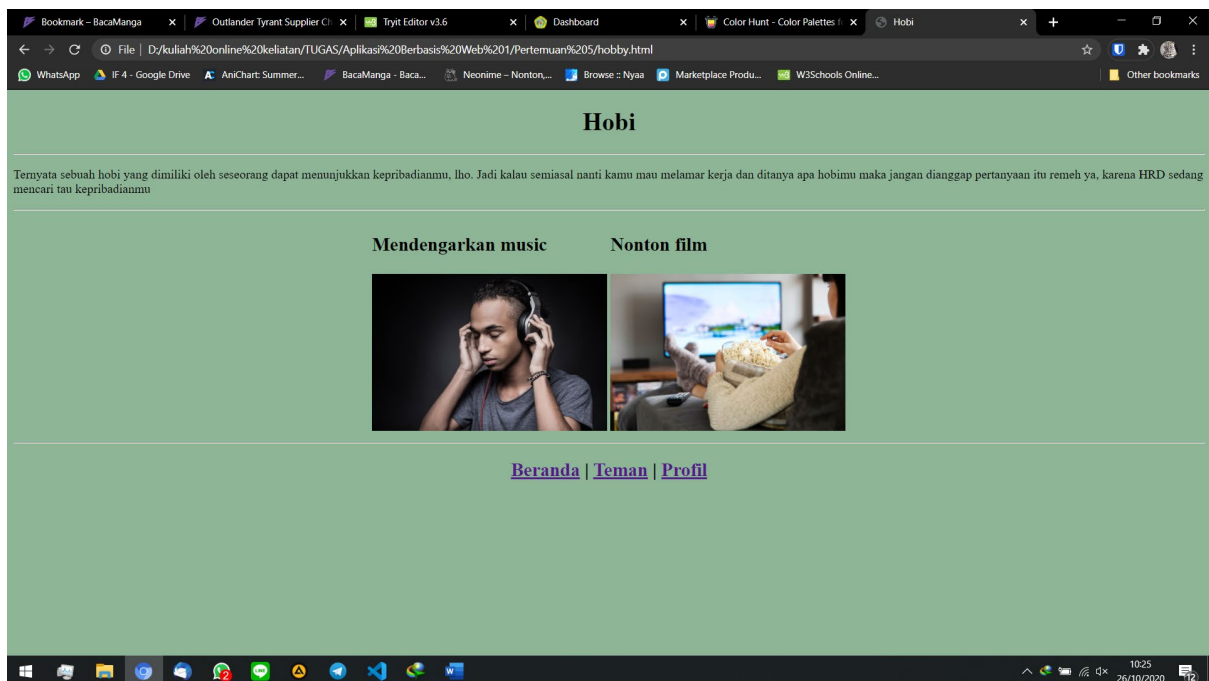 Bookmark – BacaManga
Outlander Tyrant Supplier Ch
Tryit Editor v3.6
Dashboard
Color Hunt - Color Palettes f
Hobi
File | D:/kuliah%20online%20keliatan/TUGAS/Aplikasi%20Berbasis%20Web%201/Pertemuan%205/hobby.html
WhatsApp
IF 4 - Google Drive
AniChart: Summer...
BacaManga - Baca...
Neonime – Nonton,...
Browse :: Nyaa
Marketplace Produ...
W3Schools Online...
Other bookmarks
Hobi
Ternyata sebuah hobi yang dimiliki oleh seseorang dapat menunjukkan kepribadianmu, lho. Jadi kalau semiasal nanti kamu mau melamar kerja dan ditanya apa hobimu maka jangan dianggap pertanyaan itu remeh ya, karena HRD sedang
mencari tau kepribadianmu
Mendengarkan music
Nonton film
Beranda | Teman | Profil
2
LINE
W
10:25
26/10/2020
12